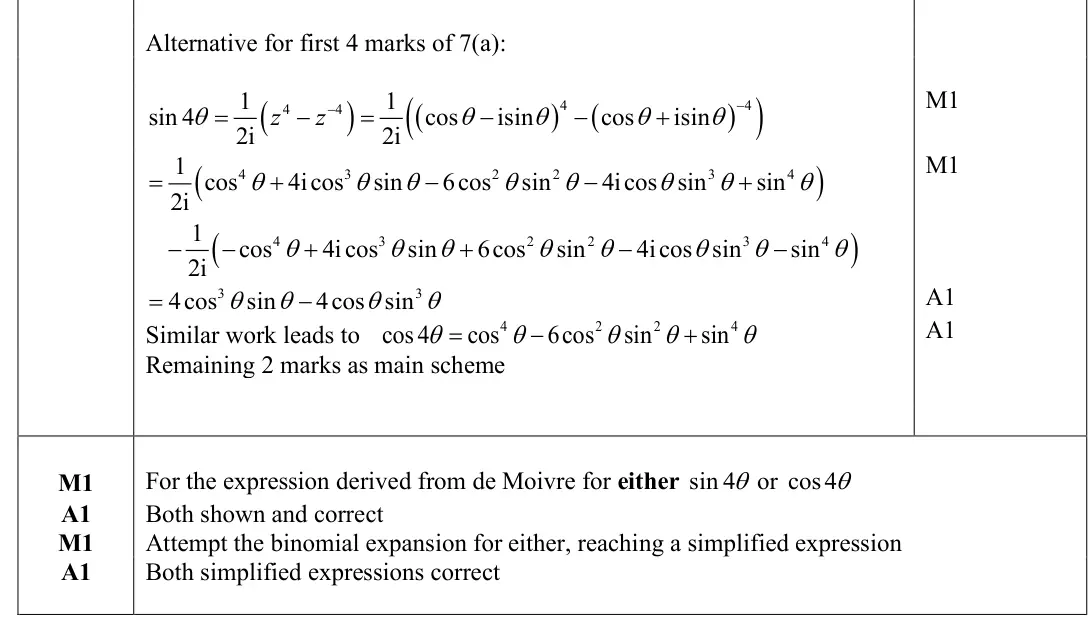 Alternative for first 4 marks of 7(a):
sin 4θ = 1/2i (z⁴ − z⁻⁴) = 1/2i ((cos θ − isin θ)⁴ − (cos θ + isin θ)⁻⁴) M1
= 1/2i (cos⁴ θ + 4i cos³ θ sin θ − 6 cos² θ sin² θ − 4i cos θ sin³ θ + sin⁴ θ) M1
− 1/2i (−cos⁴ θ + 4i cos³ θ sin θ + 6 cos² θ sin² θ − 4i cos θ sin³ θ − sin⁴ θ)
= 4 cos³ θ sin θ − 4 cos θ sin³ θ A1
Similar work leads to cos 4θ = cos⁴ θ − 6 cos² θ sin² θ + sin⁴ θ A1
Remaining 2 marks as main scheme
M1 For the expression derived from de Moivre for either sin 4θ or cos 4θ
A1 Both shown and correct
M1 Attempt the binomial expansion for either, reaching a simplified expression
A1 Both simplified expressions correct